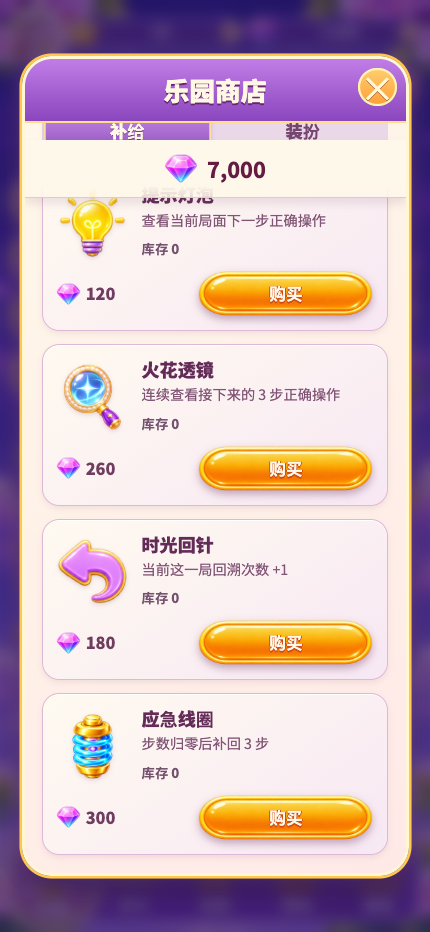 乐园商店
补给
装扮
7,000
提示灯泡
查看当前局面下一步正确操作
库存 0
120
购买
火花透镜
连续查看接下来的 3 步正确操作
库存 0
260
购买
时光回针
当前这一局回溯次数 +1
库存 0
180
购买
应急线圈
步数归零后补回 3 步
库存 0
300
购买